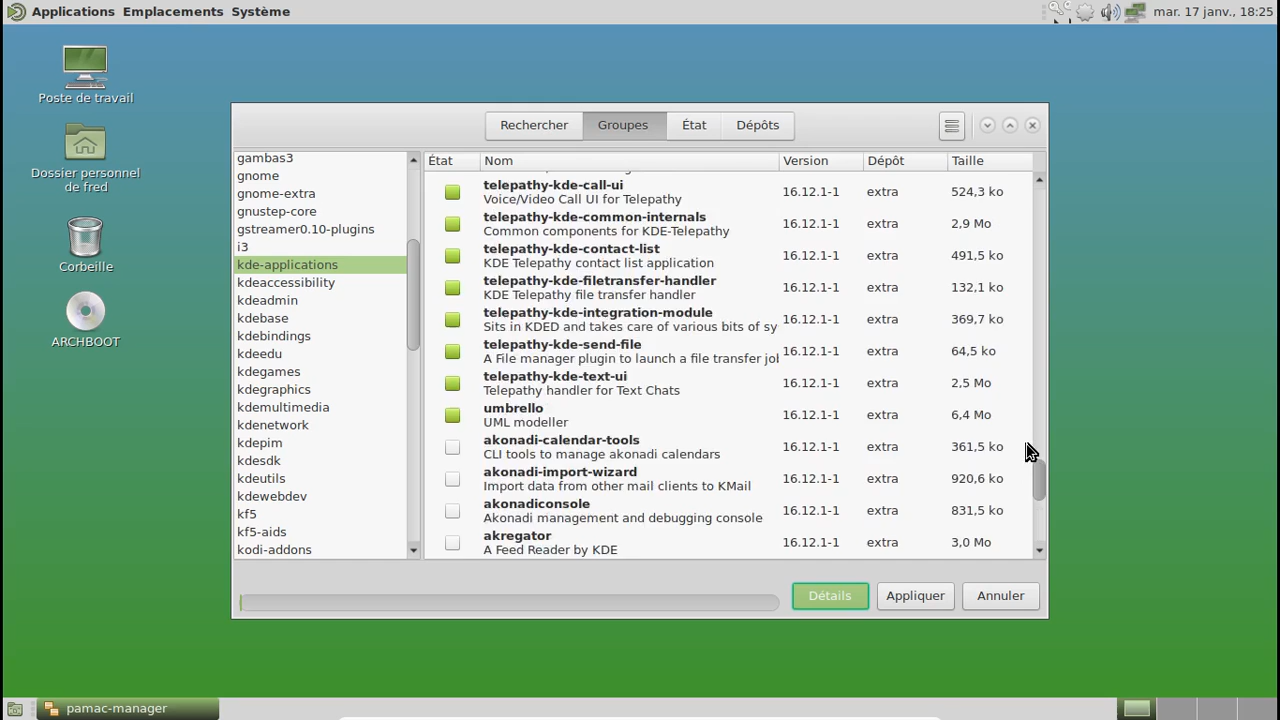 Applications Emplacements Système
mar. 17 janv., 18:25
Poste de travail
Dossier personnel
de fred
Corbeille
ARCHBOOT
Rechercher Groupes État Dépôts
gambas3
gnome
gnome-extra
gnustep-core
gstreamer0.10-plugins
i3
kde-applications
kdeaccessibility
kdeadmin
kdebase
kdebindings
kdeedu
kdegames
kdegraphics
kdemultimedia
kdenetwork
kdepim
kdesdk
kdeutils
kdewebdev
kf5
kf5-aids
kodi-addons
État Nom Version Dépôt Taille
telepathy-kde-call-ui 16.12.1-1 extra 524,3 ko
Voice/Video Call UI for Telepathy
telepathy-kde-common-internals 16.12.1-1 extra 2,9 Mo
Common components for KDE-Telepathy
telepathy-kde-contact-list 16.12.1-1 extra 491,5 ko
KDE Telepathy contact list application
telepathy-kde-filetransfer-handler 16.12.1-1 extra 132,1 ko
KDE Telepathy file transfer handler
telepathy-kde-integration-module 16.12.1-1 extra 369,7 ko
Sits in KDED and takes care of various bits of sy
telepathy-kde-send-file 16.12.1-1 extra 64,5 ko
A File manager plugin to launch a file transfer jo
telepathy-kde-text-ui 16.12.1-1 extra 2,5 Mo
Telepathy handler for Text Chats
umbrello 16.12.1-1 extra 6,4 Mo
UML modeller
akonadi-calendar-tools 16.12.1-1 extra 361,5 ko
CLI tools to manage akonadi calendars
akonadi-import-wizard 16.12.1-1 extra 920,6 ko
Import data from other mail clients to KMail
akonadiconsole 16.12.1-1 extra 831,5 ko
Akonadi management and debugging console
akregator 16.12.1-1 extra 3,0 Mo
A Feed Reader by KDE
Détails Appliquer Annuler
pamac-manager